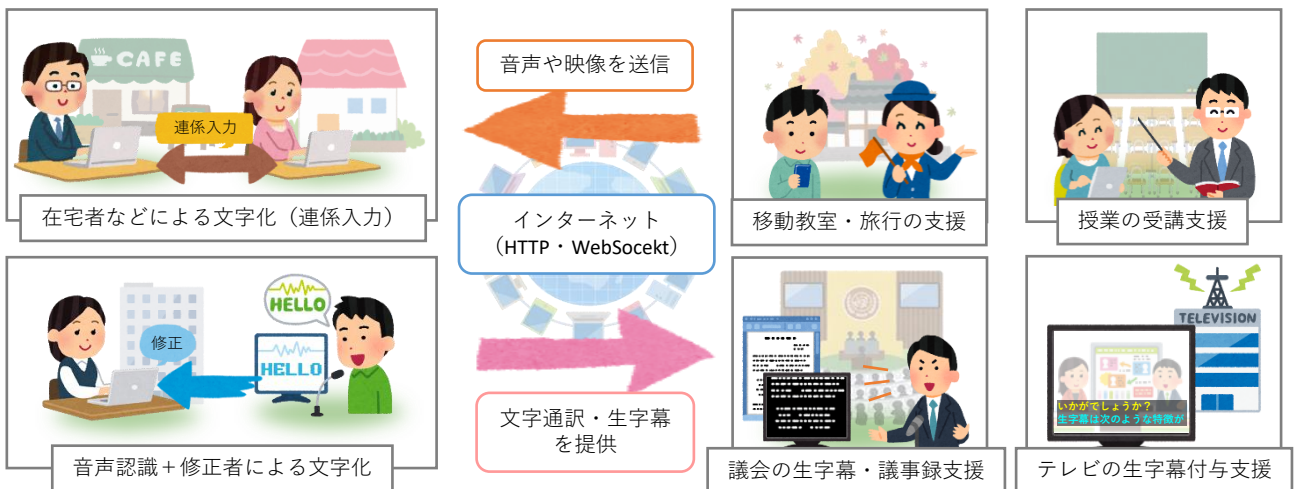 CAFE
連係入力
在宅者などによる文字化（連係入力）
HELLO
HELLO
修正
音声認識＋修正者による文字化
音声や映像を送信
インターネット
（HTTP・WebSocekt）
文字通訳・生字幕
を提供
移動教室・旅行の支援
授業の受講支援
議会の生字幕・議事録支援
TELEVISION
いかがでしょうか？
生字幕は次のような特徴が
テレビの生字幕付与支援